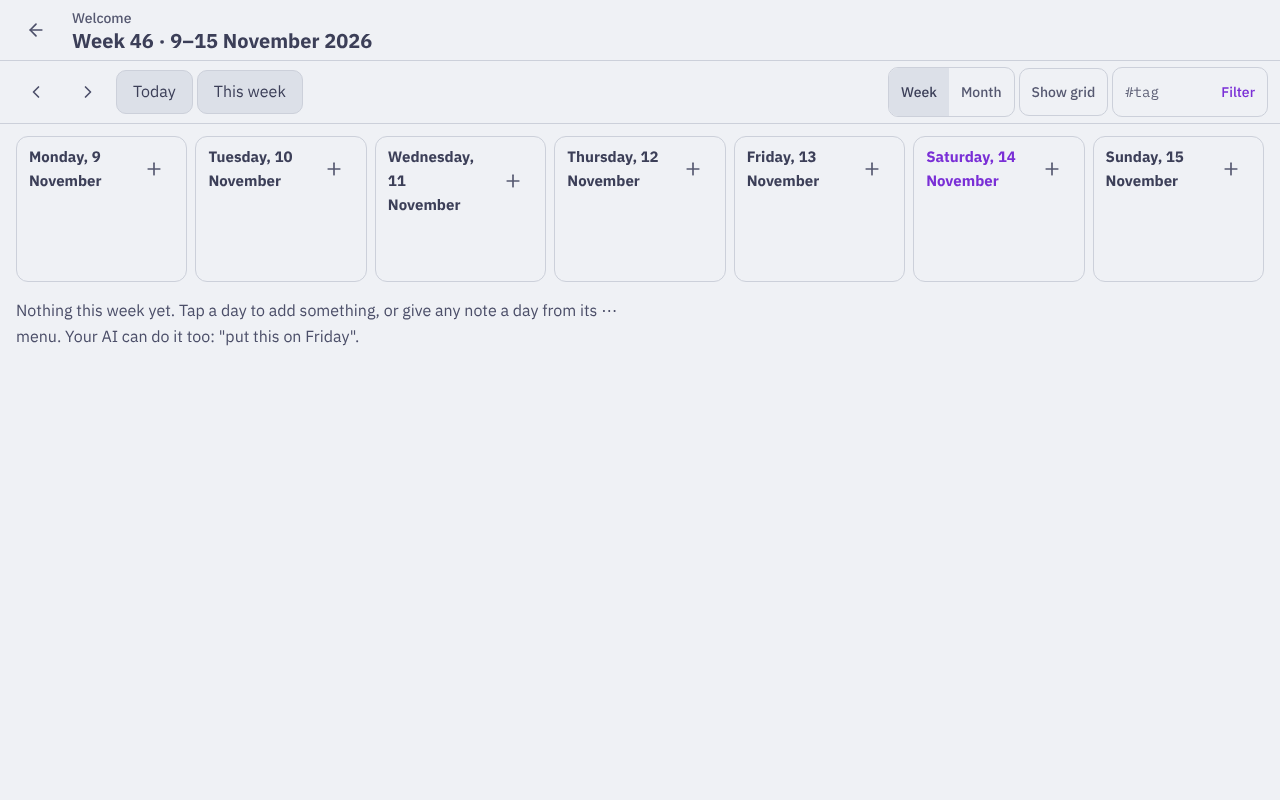 Welcome
Week 46 · 9–15 November 2026
Today
This week
Week
Month
Show grid
#tag
Filter
Monday, 9
November
Tuesday, 10
November
Wednesday,
11
November
Thursday, 12
November
Friday, 13
November
Saturday, 14
November
Sunday, 15
November
Nothing this week yet. Tap a day to add something, or give any note a day from its ···
menu. Your AI can do it too: "put this on Friday".